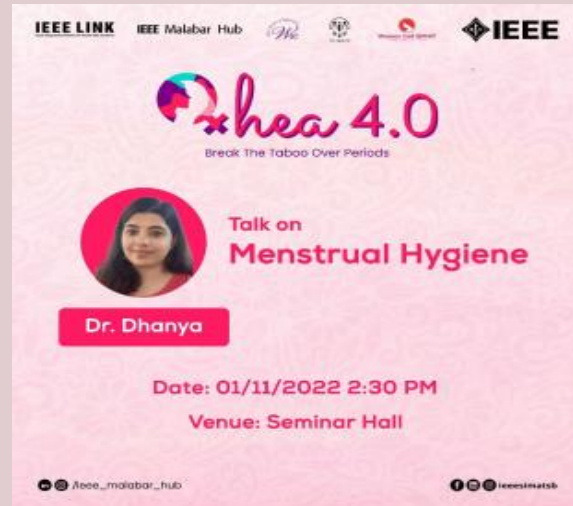 IEEE LINK
IEEE Malabar Hub
IEEE
Rhea 4.0
Break The Taboo Over Periods
Talk on
Menstrual Hygiene
Dr. Dhanya
Date: 01/11/2022 2:30 PM
Venue: Seminar Hall
/ieee_malabar_hub
ieeesimatsb